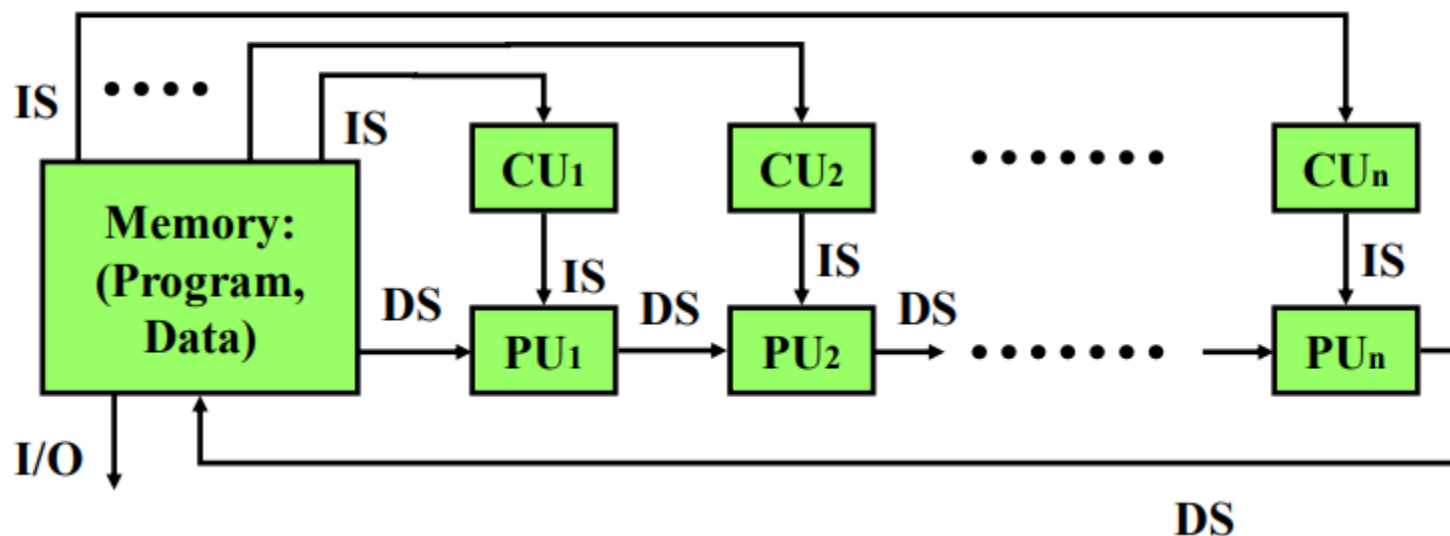 IS
IS
CU1
CU2
CUn
Memory:
(Program,
Data)
IS
IS
IS
DS
DS
DS
PU1
PU2
PUn
I/O
DS